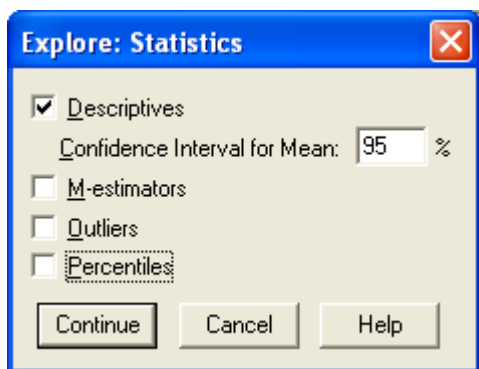 Explore: Statistics
Descriptives
Confidence Interval for Mean: 95 %
M-estimators
Outliers
Percentiles
Continue Cancel Help